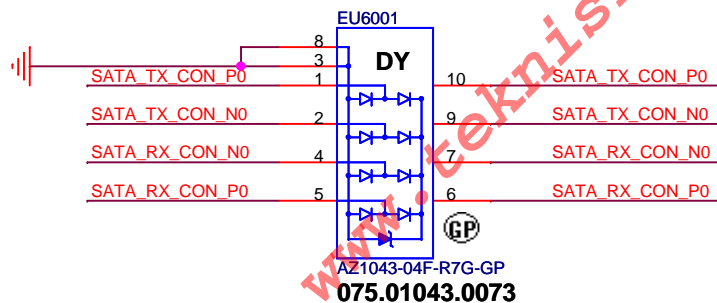 EU6001
8
3
DY
SATA_TX_CON_P0 1 10 SATA_TX_CON_P0
SATA_TX_CON_N0 2 9 SATA_TX_CON_N0
SATA_RX_CON_N0 4 7 SATA_RX_CON_N0
SATA_RX_CON_P0 5 6 SATA_RX_CON_P0
GP
AZ1043-04F-R7G-GP
075.01043.0073
www.teknis